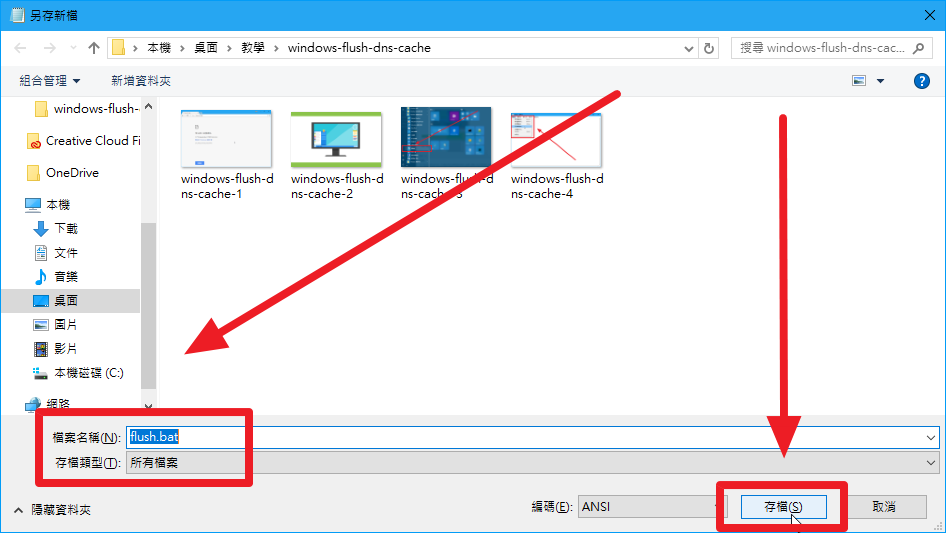 另存新檔
本機 › 桌面 › 教學 › windows-flush-dns-cache
搜尋 windows-flush-dns-cac...
組合管理
新增資料夾
windows-flush-
Creative Cloud Fi
OneDrive
本機
下載
文件
音樂
桌面
圖片
影片
本機磁碟 (C:)
網路
windows-flush-d
ns-cache-1
windows-flush-d
ns-cache-2
windows-flush-d
ns-cache-3
windows-flush-d
ns-cache-4
檔案名稱(N): flush.bat
存檔類型(T): 所有檔案
隱藏資料夾
編碼(E): ANSI
存檔(S)
取消